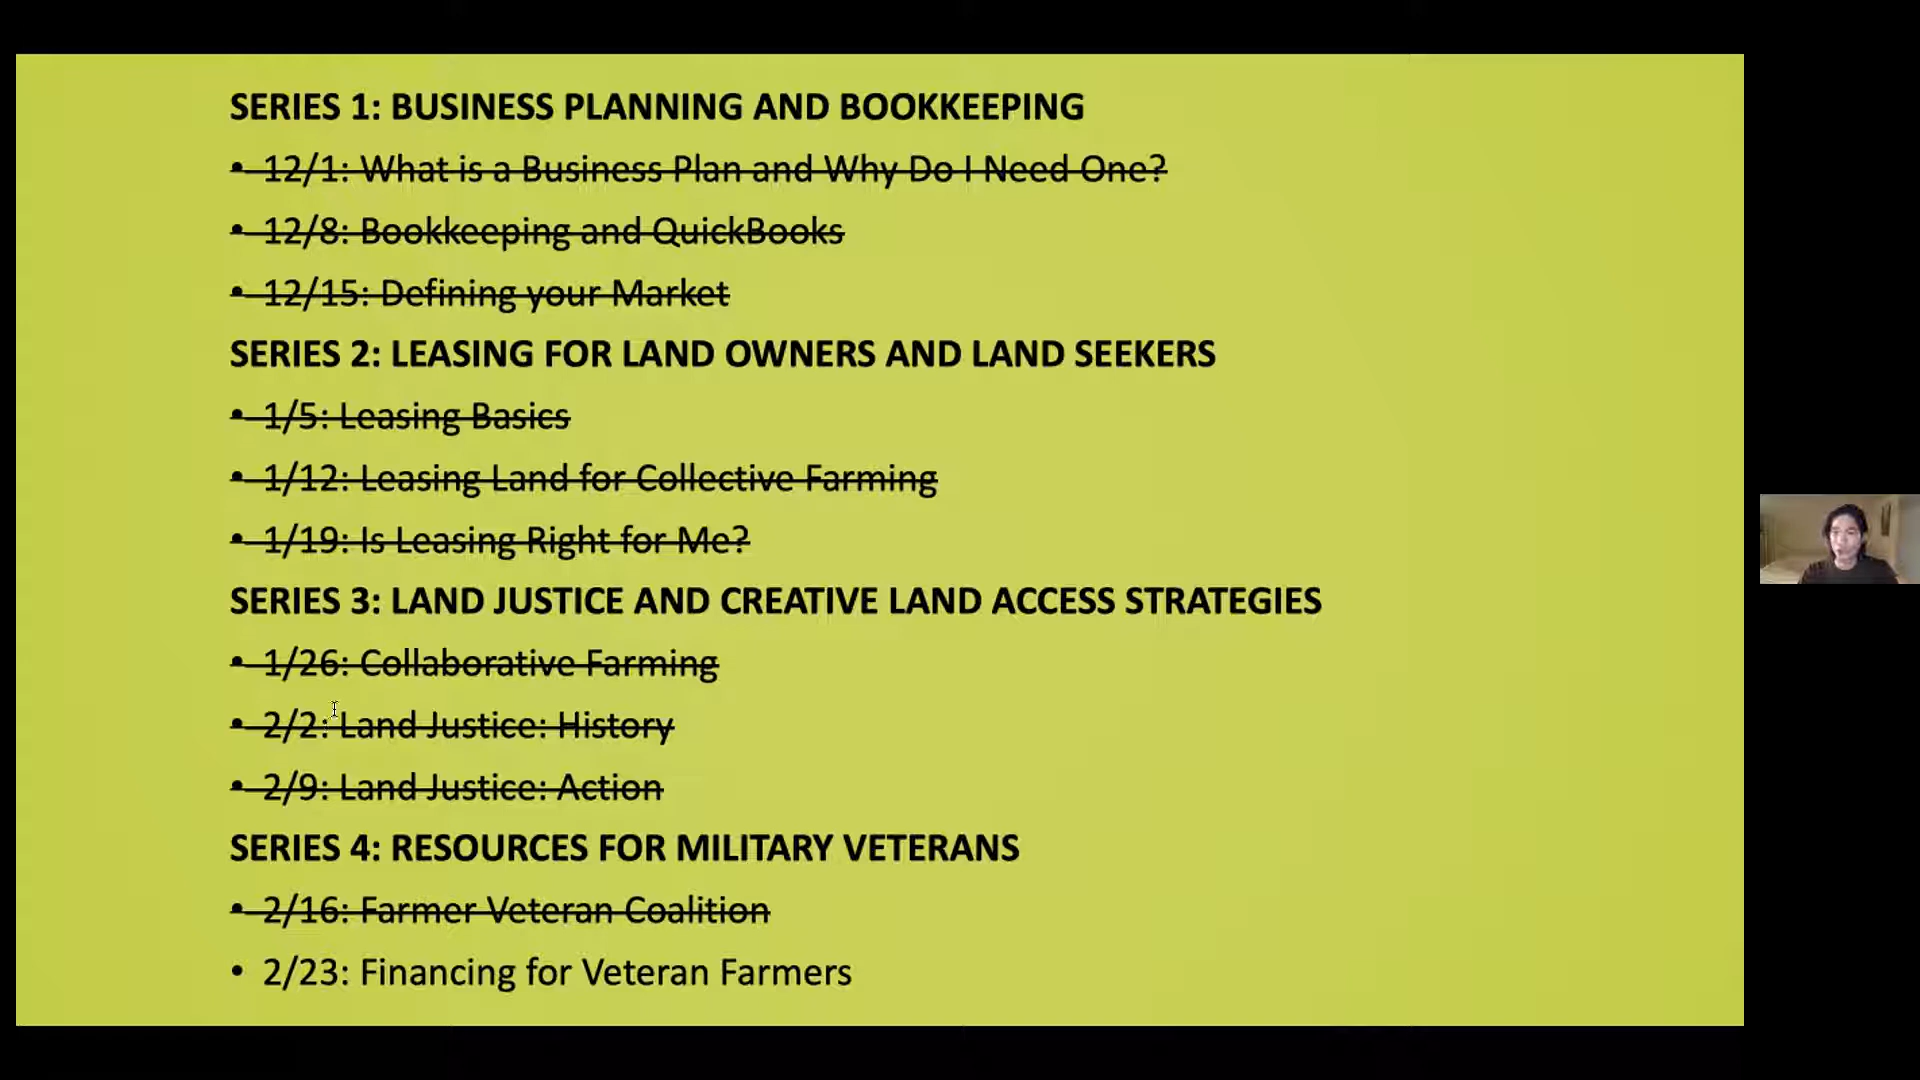 SERIES 1: BUSINESS PLANNING AND BOOKKEEPING
• 12/1: What is a Business Plan and Why Do I Need One?
• 12/8: Bookkeeping and QuickBooks
• 12/15: Defining your Market
SERIES 2: LEASING FOR LAND OWNERS AND LAND SEEKERS
• 1/5: Leasing Basics
• 1/12: Leasing Land for Collective Farming
• 1/19: Is Leasing Right for Me?
SERIES 3: LAND JUSTICE AND CREATIVE LAND ACCESS STRATEGIES
• 1/26: Collaborative Farming
• 2/2: Land Justice: History
• 2/9: Land Justice: Action
SERIES 4: RESOURCES FOR MILITARY VETERANS
• 2/16: Farmer Veteran Coalition
• 2/23: Financing for Veteran Farmers